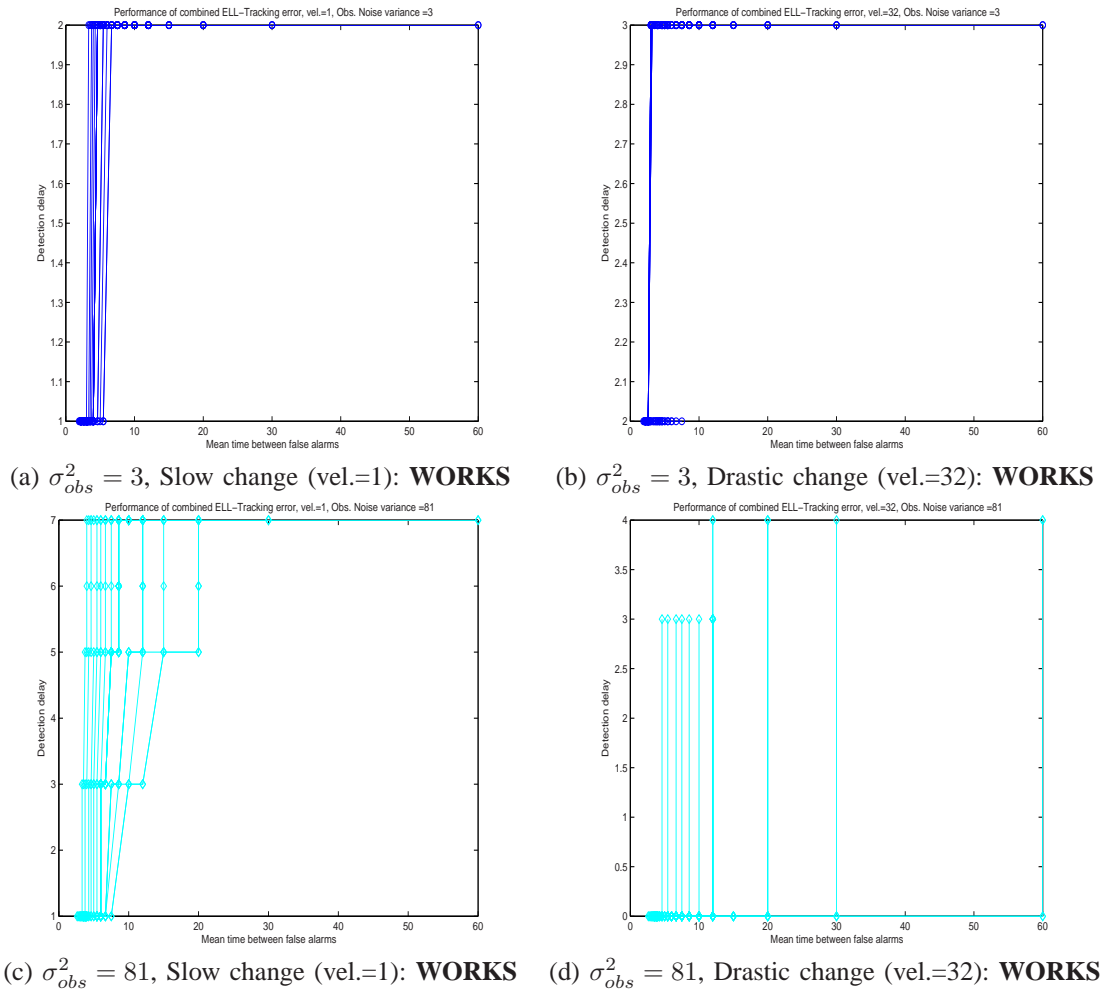 Performance of combined ELL−Tracking error, vel.=1, Obs. Noise variance =3
2
1.9
1.8
1.7
1.6
1.5
1.4
1.3
1.2
1.1
1
Detection delay
0 10 20 30 40 50 60
Mean time between false alarms
(a) σ²obs = 3, Slow change (vel.=1): WORKS
Performance of combined ELL−Tracking error, vel.=32, Obs. Noise variance =3
3
2.9
2.8
2.7
2.6
2.5
2.4
2.3
2.2
2.1
2
Detection delay
0 10 20 30 40 50 60
Mean time between false alarms
(b) σ²obs = 3, Drastic change (vel.=32): WORKS
Performance of combined ELL−Tracking error, vel.=1, Obs. Noise variance =81
7
6
5
4
3
2
1
Detection delay
0 10 20 30 40 50 60
Mean time between false alarms
(c) σ²obs = 81, Slow change (vel.=1): WORKS
Performance of combined ELL−Tracking error, vel.=32, Obs. Noise variance =81
4
3.5
3
2.5
2
1.5
1
0.5
0
Detection delay
0 10 20 30 40 50 60
Mean time between false alarms
(d) σ²obs = 81, Drastic change (vel.=32): WORKS